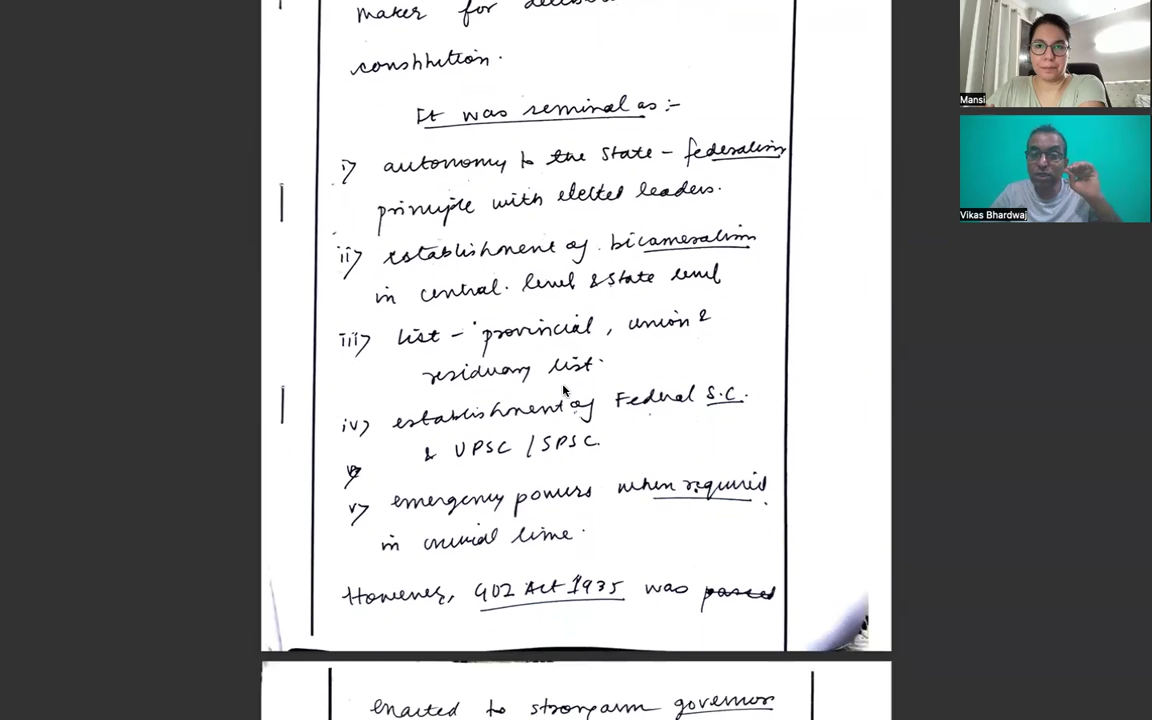 maker for
constitution.
It was seminal as :-
i) autonomy to the state - federalism
principle with elected leaders.
ii) establishment of bicameralism
in central level & state level
iii) list - provincial, union &
residuary list.
iv) establishment of Federal S.C.
& UPSC / SPSC.
v) emergency powers when required
in crucial time.
However, GOI Act 1935 was passed
enacted to strongarm governor
Mansi
Vikas Bhardwaj